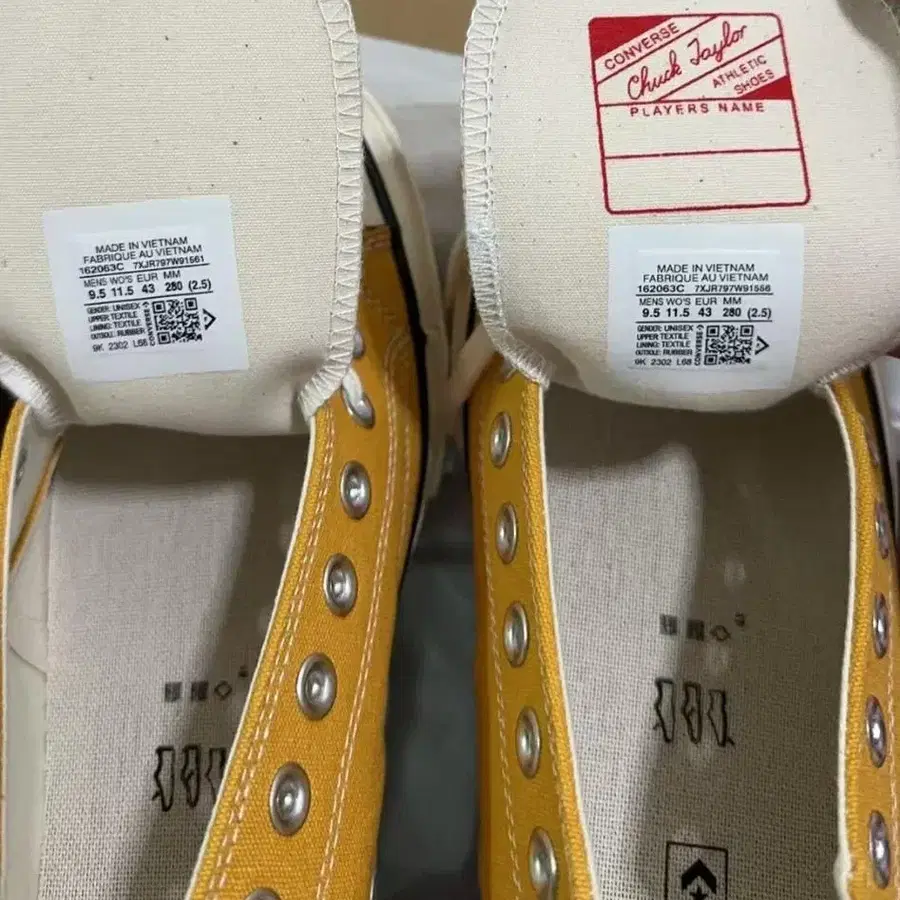 MADE IN VIETNAM
FABRIQUE AU VIETNAM
162063C 7XJR797W91561
MENS WO'S EUR MM
9.5 11.5 43 280 (2.5)
GENDER: UNISEX
UPPER:TEXTILE
LINING: TEXTILE
OUTSOLE: RUBBER
CONVERSE
9K 2302 L68
CONVERSE
Chuck Taylor
ATHLETIC
SHOES
PLAYERS NAME
MADE IN VIETNAM
FABRIQUE AU VIETNAM
162063C 7XJR797W91556
MENS WO'S EUR MM
9.5 11.5 43 280 (2.5)
GENDER: UNISEX
UPPER:TEXTILE
LINING: TEXTILE
OUTSOLE: RUBBER
CONVERSE
9K 2302 L68